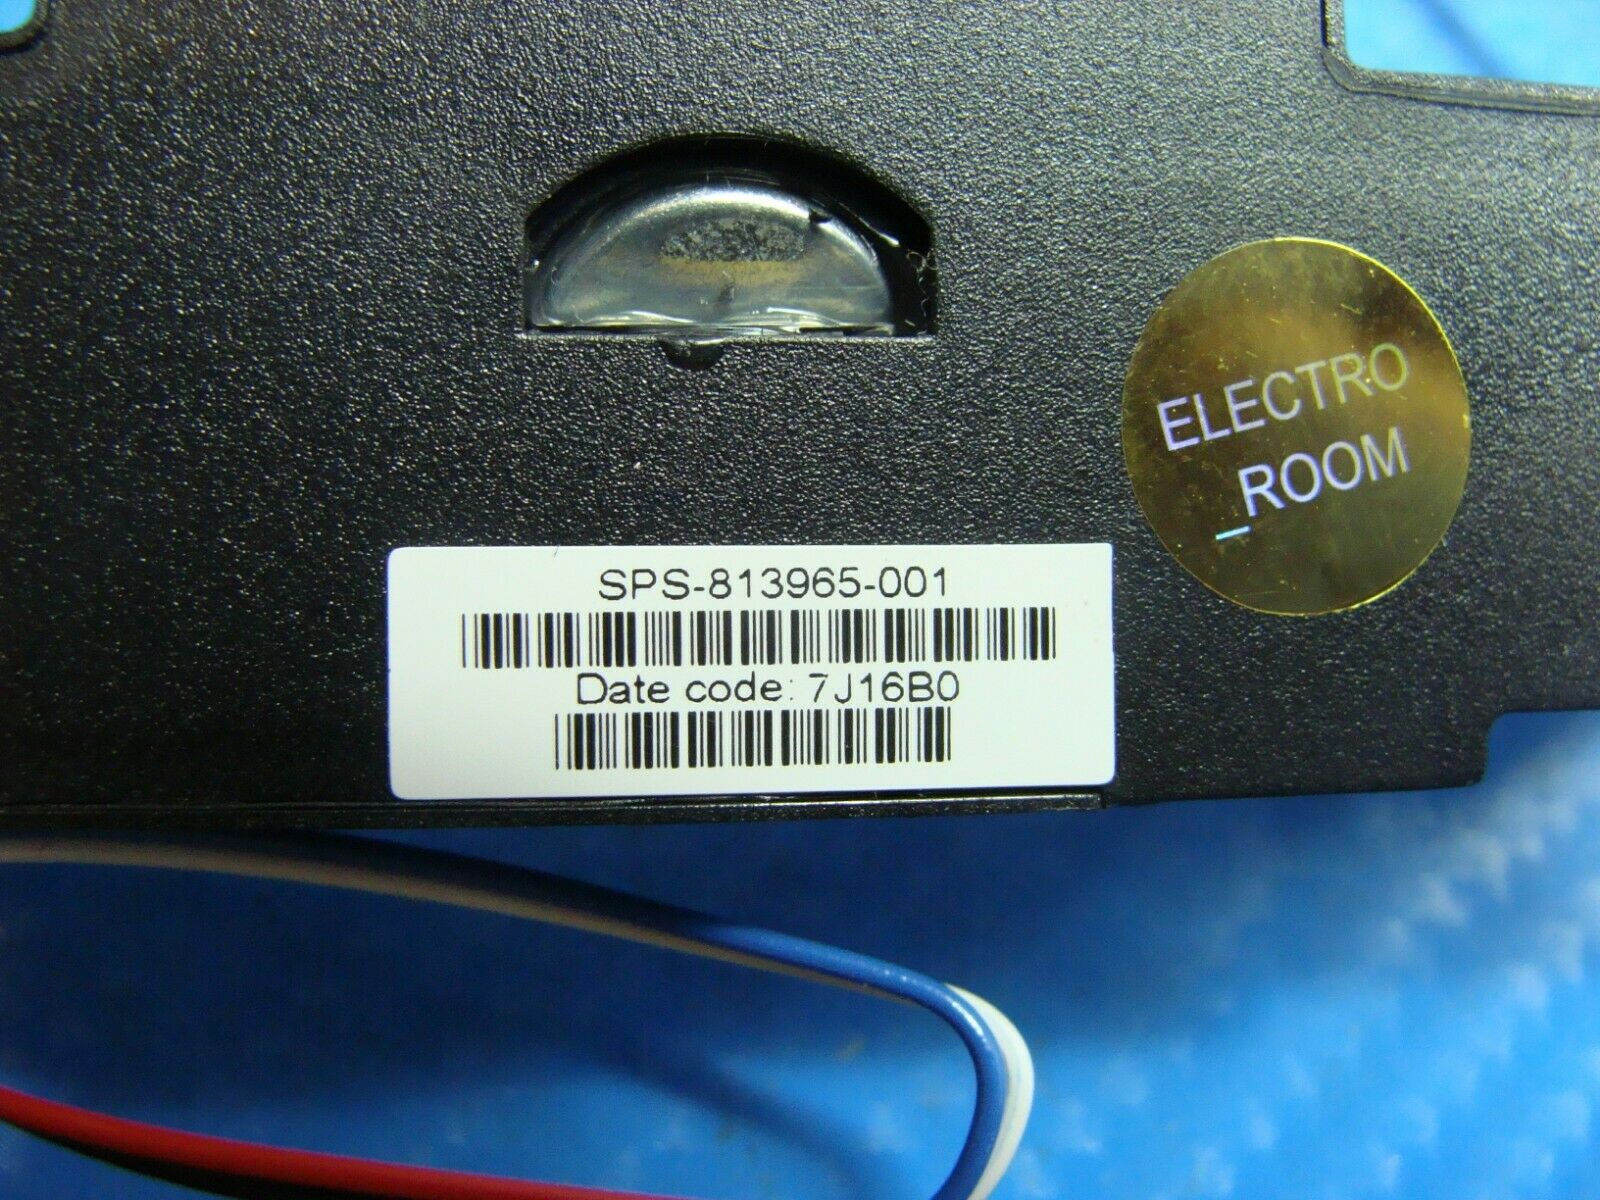 ELECTRO
_ROOM
SPS-813965-001
Date code: 7J16B0